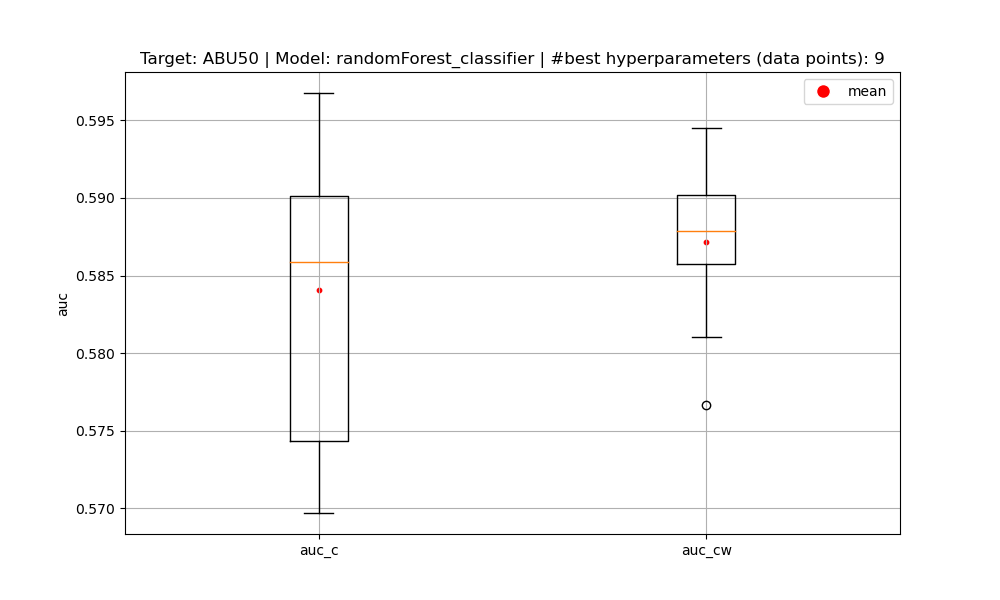 Target: ABU50 | Model: randomForest_classifier | #best hyperparameters (data points): 9
mean
0.595
0.590
0.585
0.580
0.575
0.570
auc
auc_c
auc_cw